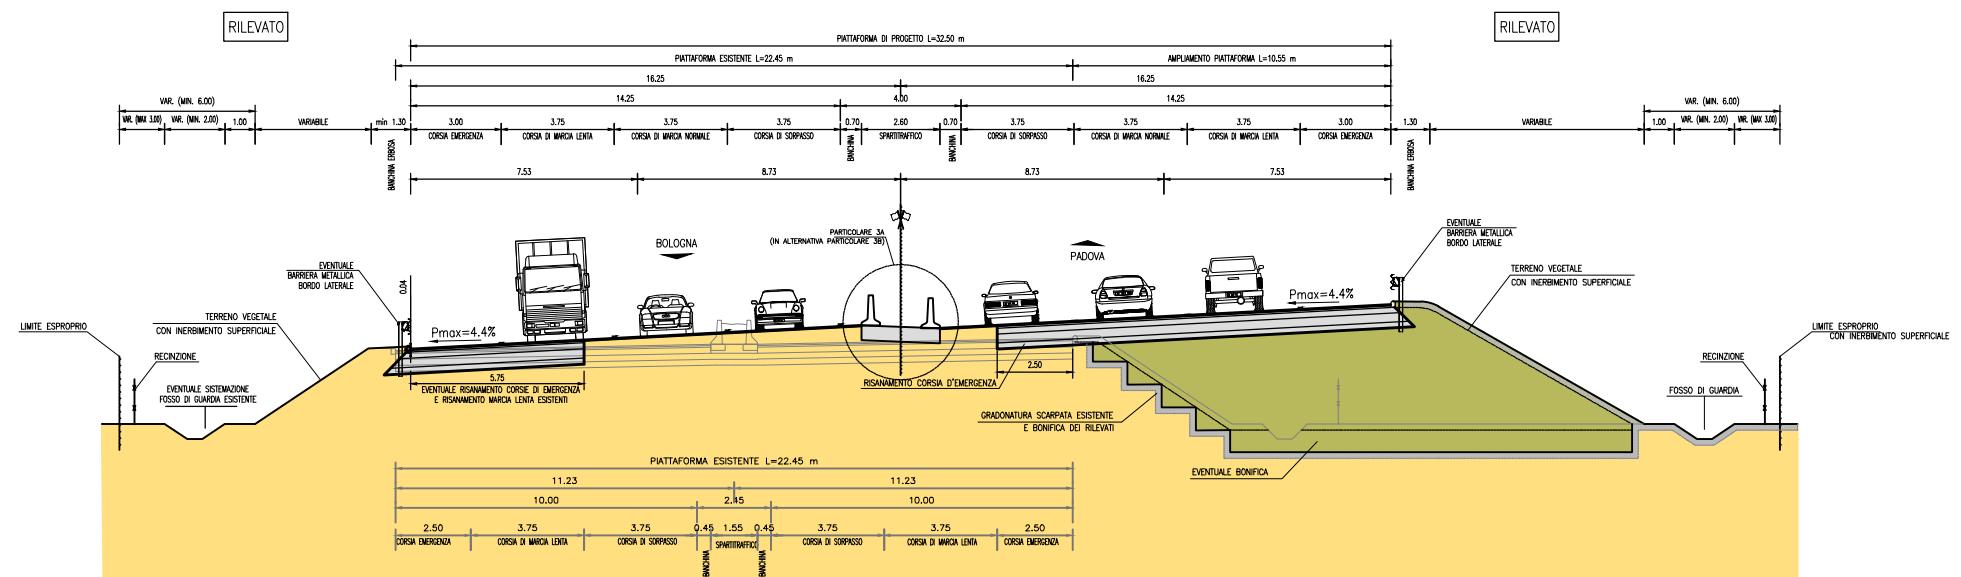 RILEVATO
RILEVATO
PIATTAFORMA DI PROGETTO L=32.50 m
PIATTAFORMA ESISTENTE L=22.45 m
AMPLIAMENTO PIATTAFORMA L=10.55 m
16.25
16.25
VAR. (MIN. 6.00)
14.25
4.00
14.25
VAR. (MIN. 6.00)
VAR. (MAX 3.00)
VAR. (MIN. 2.00)
1.00
VARIABILE
min 1.30
3.00
3.75
3.75
3.75
0.70
2.60
0.70
3.75
3.75
3.75
3.00
1.30
VARIABILE
1.00
VAR. (MIN. 2.00)
VAR. (MAX 3.00)
CORSIA EMERGENZA
CORSIA DI MARCIA LENTA
CORSIA DI MARCIA NORMALE
CORSIA DI SORPASSO
BANCHINA
SPARTITRAFFICO
BANCHINA
CORSIA DI SORPASSO
CORSIA DI MARCIA NORMALE
CORSIA DI MARCIA LENTA
CORSIA EMERGENZA
BANCHINA ERBOSA
BANCHINA ERBOSA
7.53
8.73
8.73
7.53
PARTICOLARE 3A
(IN ALTERNATIVA PARTICOLARE 3B)
BOLOGNA
PADOVA
EVENTUALE
BARRIERA METALLICA
BORDO LATERALE
EVENTUALE
BARRIERA METALLICA
BORDO LATERALE
0.04
TERRENO VEGETALE
CON INERBIMENTO SUPERFICIALE
TERRENO VEGETALE
CON INERBIMENTO SUPERFICIALE
Pmax=4.4%
Pmax=4.4%
LIMITE ESPROPRIO
RECINZIONE
EVENTUALE SISTEMAZIONE
FOSSO DI GUARDIA ESISTENTE
5.75
EVENTUALE RISANAMENTO CORSIE DI EMERGENZA
E RISANAMENTO MARCIA LENTA ESISTENTI
2.50
RISANAMENTO CORSIA D'EMERGENZA
GRADONATURA SCARPATA ESISTENTE
E BONIFICA DEI RILEVATI
EVENTUALE BONIFICA
LIMITE ESPROPRIO
CON INERBIMENTO SUPERFICIALE
RECINZIONE
FOSSO DI GUARDIA
PIATTAFORMA ESISTENTE L=22.45 m
11.23
11.23
10.00
2.45
10.00
2.50
3.75
3.75
0.45
1.55
0.45
3.75
3.75
2.50
CORSIA EMERGENZA
CORSIA DI MARCIA LENTA
CORSIA DI SORPASSO
BANCHINA
SPARTITRAFFICO
BANCHINA
CORSIA DI SORPASSO
CORSIA DI MARCIA LENTA
CORSIA EMERGENZA